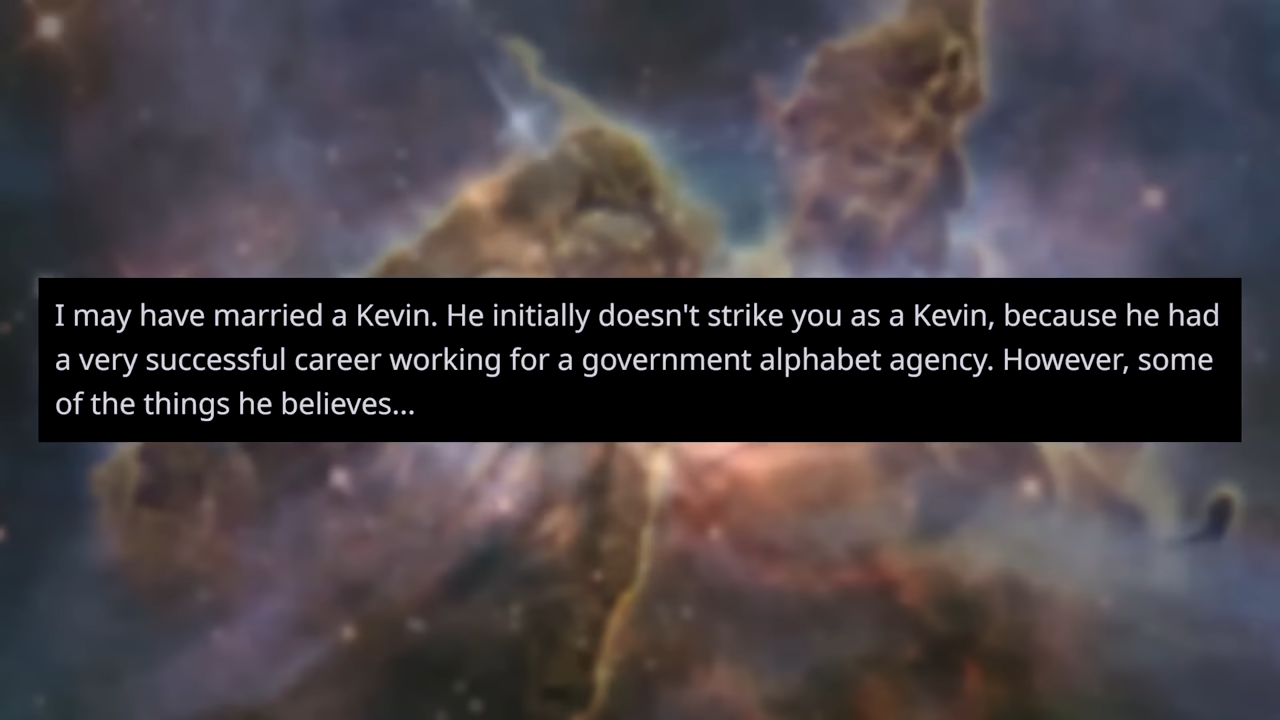 I may have married a Kevin. He initially doesn't strike you as a Kevin, because he had
a very successful career working for a government alphabet agency. However, some
of the things he believes...